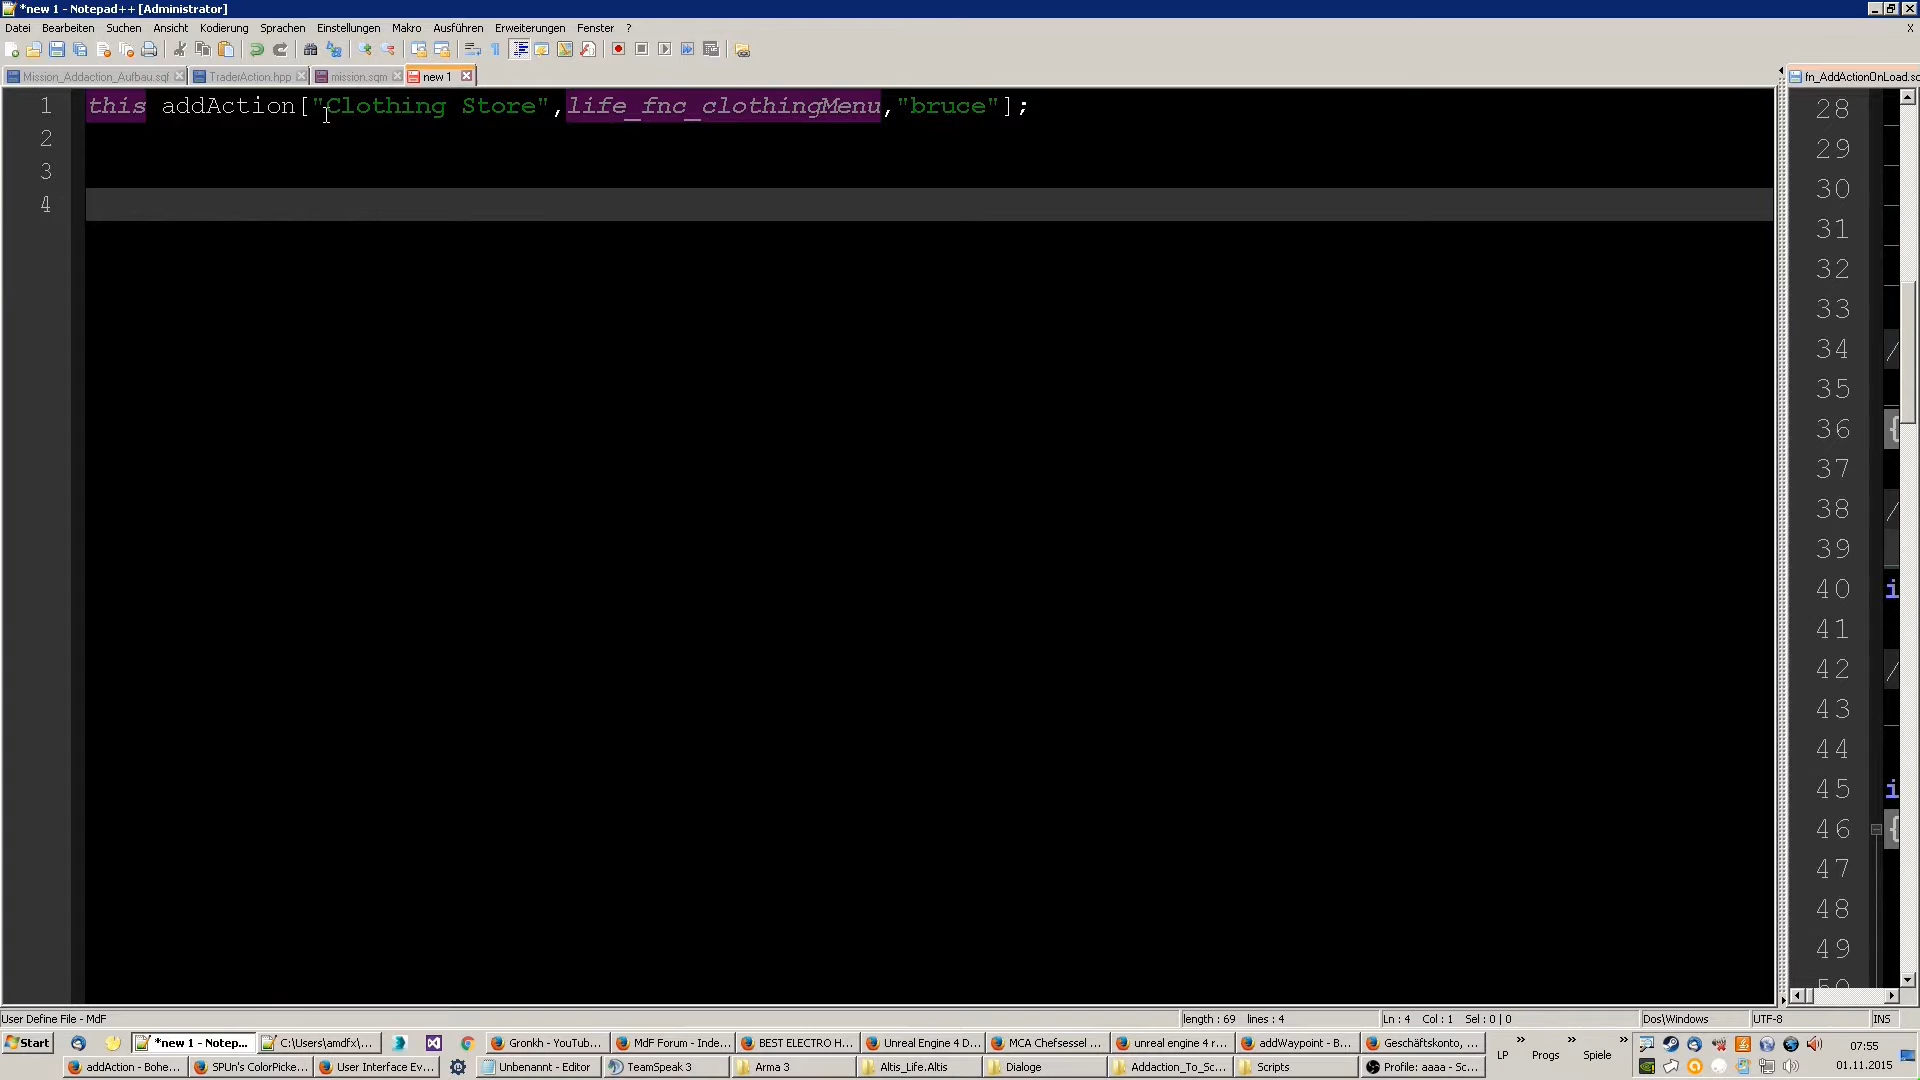 *new 1 - Notepad++ [Administrator]
Datei Bearbeiten Suchen Ansicht Kodierung Sprachen Einstellungen Makro Ausführen Erweiterungen Fenster ? X
Mission_Addaction_Aufbau.sqf TraderAction.hpp mission.sqm new 1 fn_AddActionOnLoad.sq
1 this addAction["Clothing Store",life_fnc_clothingMenu,"bruce"];
2
3
4
28
29
30
31
32
33
34 /
35
36 {
37
38 /
39
40 i
41
42 /
43
44
45 i
46 {
47
48
49
50
User Define File - MdF length : 69 lines : 4 Ln : 4 Col : 1 Sel : 0 | 0 Dos\Windows UTF-8 INS
Start *new 1 - Notep... C:\Users\amdfx\... Gronkh - YouTub... MdF Forum - Inde... BEST ELECTRO H... Unreal Engine 4 D... MCA Chefsessel ... unreal engine 4 r... addWaypoint - B... Geschäftskonto, ... LP Progs Spiele 07:55
addAction - Bohe... SPUn's ColorPicke... User Interface Ev... Unbenannt - Editor TeamSpeak 3 Arma 3 Altis_Life.Altis Dialoge Addaction_To_Sc... Scripts Profile: aaaa - Sc... 01.11.2015